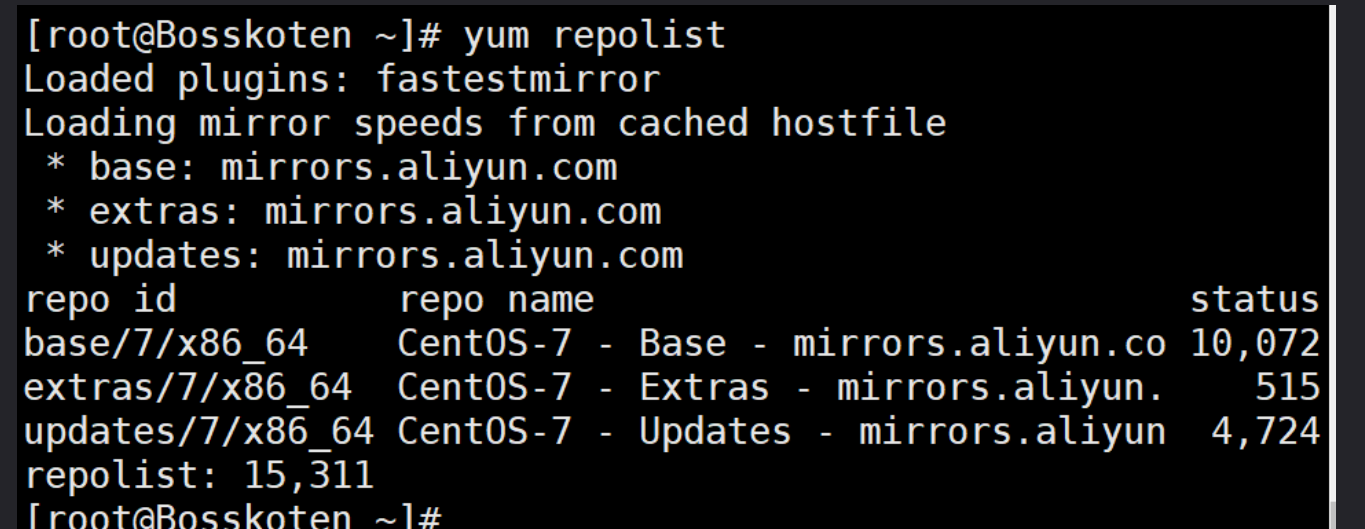 [root@Bosskoten ~]# yum repolist
Loaded plugins: fastestmirror
Loading mirror speeds from cached hostfile
 * base: mirrors.aliyun.com
 * extras: mirrors.aliyun.com
 * updates: mirrors.aliyun.com
repo id          repo name                           status
base/7/x86_64    CentOS-7 - Base - mirrors.aliyun.co 10,072
extras/7/x86_64  CentOS-7 - Extras - mirrors.aliyun.    515
updates/7/x86_64 CentOS-7 - Updates - mirrors.aliyun  4,724
repolist: 15,311
[root@Bosskoten ~]#